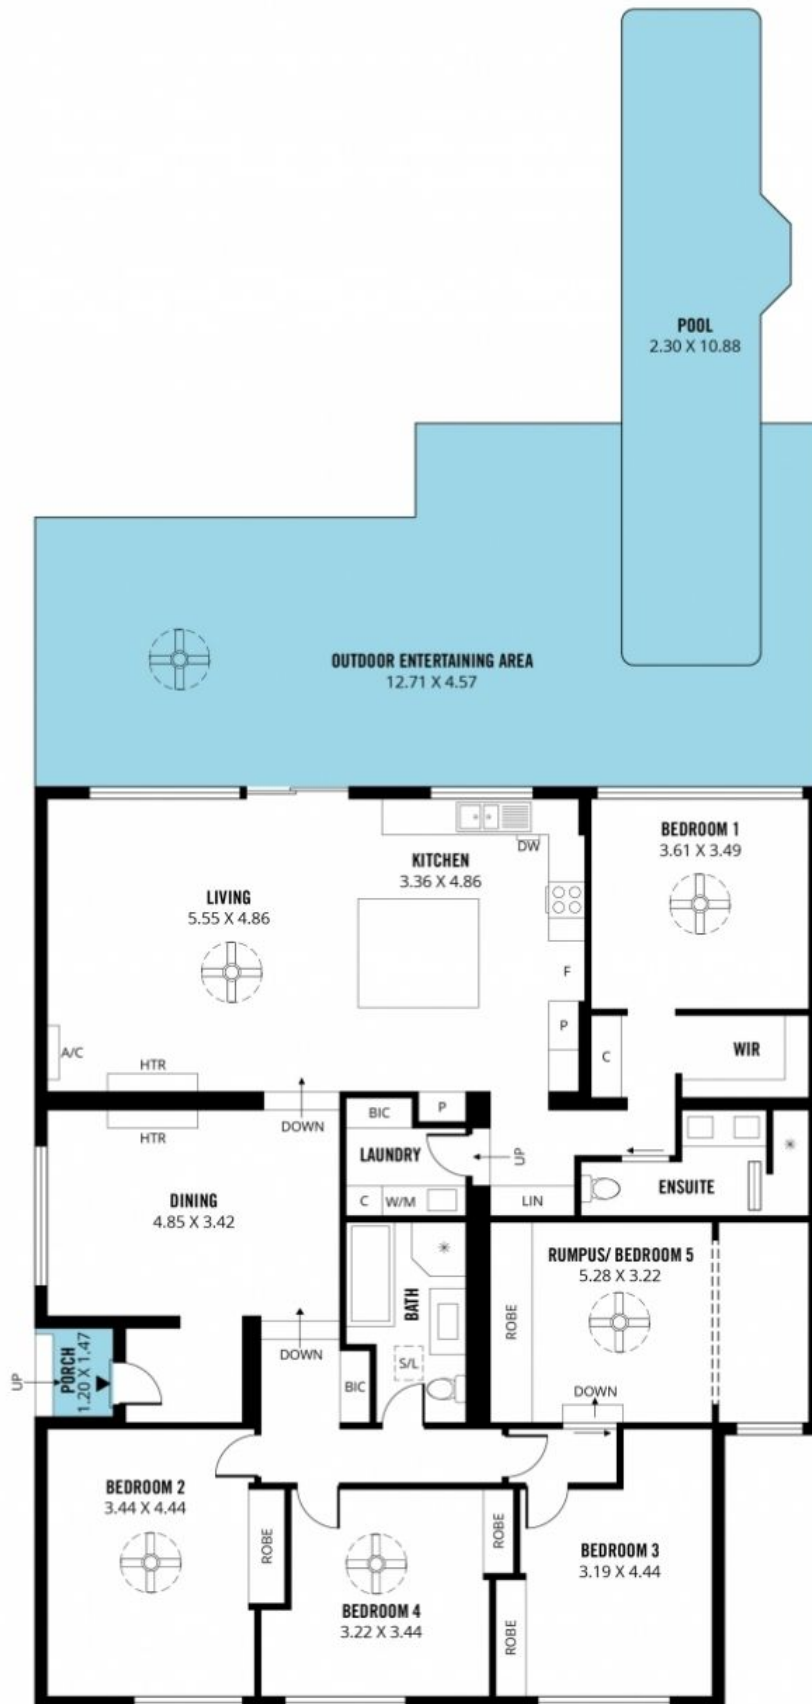 POOL
2.30 X 10.88
OUTDOOR ENTERTAINING AREA
12.71 X 4.57
DW
KITCHEN
3.36 X 4.86
BEDROOM 1
3.61 X 3.49
LIVING
5.55 X 4.86
F
P
A/C
HTR
C
WIR
HTR
DOWN
BIC
P
LAUNDRY
UP
C
W/M
LIN
ENSUITE
DINING
4.85 X 3.42
BATH
RUMPUS/ BEDROOM 5
5.28 X 3.22
ROBE
UP
PORCH
1.20 X 1.47
DOWN
S/L
BIC
DOWN
BEDROOM 2
3.44 X 4.44
ROBE
ROBE
BEDROOM 4
3.22 X 3.44
BEDROOM 3
3.19 X 4.44
ROBE